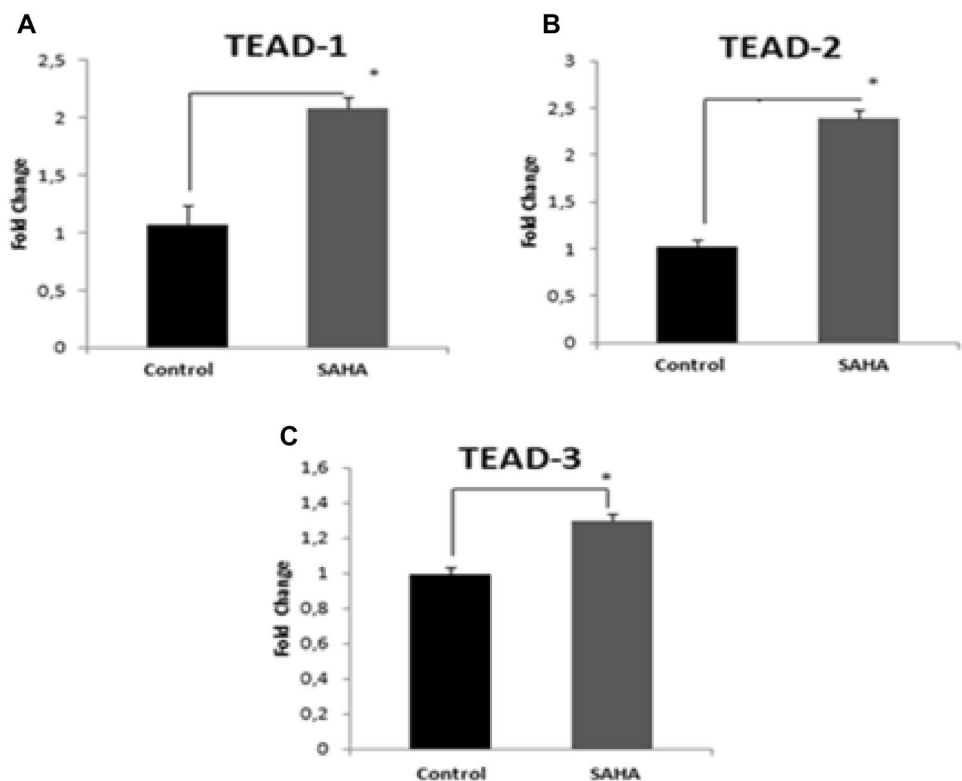 A
TEAD-1
2,5
*
2
1,5
1
0,5
0
Fold Change
Control SAHA
B
TEAD-2
3
*
2,5
2
1,5
1
0,5
0
Fold Change
Control SAHA
C
TEAD-3
1,6
*
1,4
1,2
1
0,8
0,6
0,4
0,2
0
Fold Change
Control SAHA